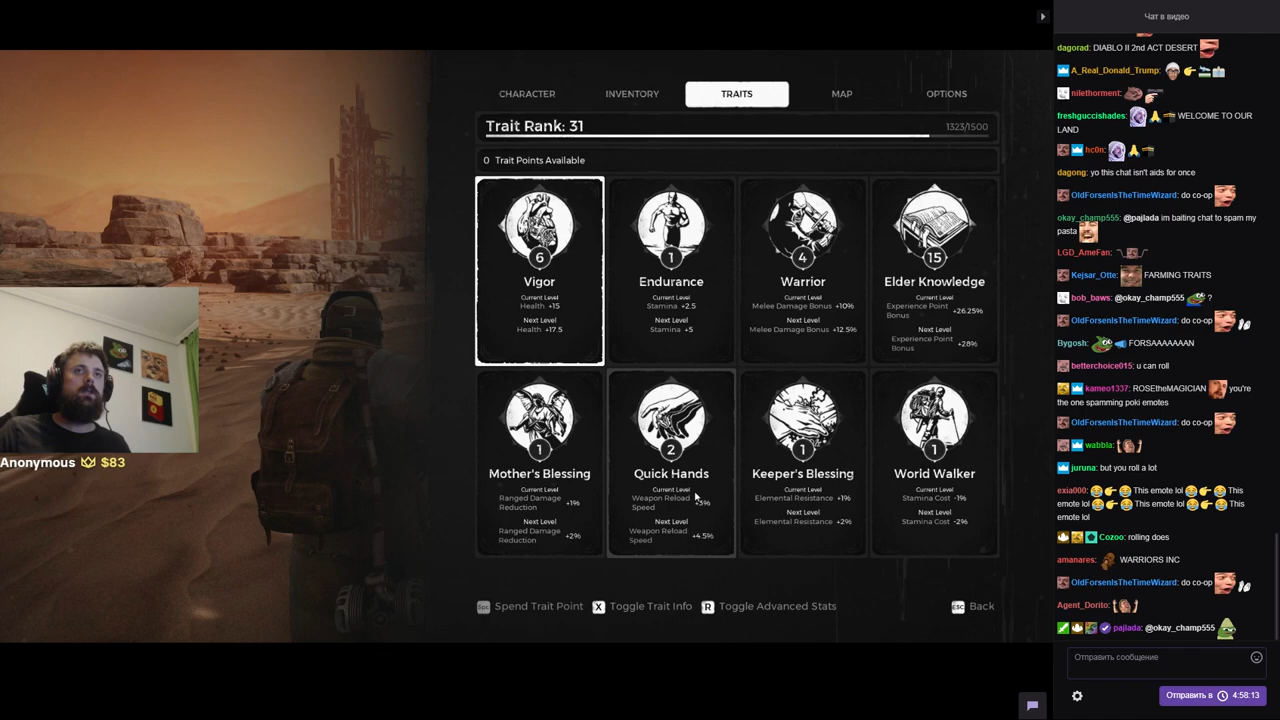 CHARACTER
INVENTORY
TRAITS
MAP
OPTIONS
Trait Rank: 31
1323/1500
0 Trait Points Available
6
Vigor
Current Level
Health +15
Next Level
Health +17.5
1
Endurance
Current Level
Stamina +2.5
Next Level
Stamina +5
4
Warrior
Current Level
Melee Damage Bonus +10%
Next Level
Melee Damage Bonus +12.5%
15
Elder Knowledge
Current Level
Experience Point
Bonus +26.25%
Next Level
Experience Point
Bonus +28%
1
Mother's Blessing
Current Level
Ranged Damage
Reduction +1%
Next Level
Ranged Damage
Reduction +2%
2
Quick Hands
Current Level
Weapon Reload
Speed +3%
Next Level
Weapon Reload
Speed +4.5%
1
Keeper's Blessing
Current Level
Elemental Resistance +1%
Next Level
Elemental Resistance +2%
1
World Walker
Current Level
Stamina Cost -1%
Next Level
Stamina Cost -2%
Spc Spend Trait Point
X Toggle Trait Info
R Toggle Advanced Stats
ESC Back
Anonymous $83
Чат в видео
dagorad: DIABLO II 2nd ACT DESERT
A_Real_Donald_Trump:
nilethorment:
freshguccishades: WELCOME TO OUR
LAND
hc0n:
dagong: yo this chat isn't aids for once
OldForsenIsTheTimeWizard: do co-op
okay_champ555: @pajlada im baiting chat to spam my
pasta
LGD_AmeFan:
Kejsar_Otte: FARMING TRAITS
bob_baws: @okay_champ555 ?
OldForsenIsTheTimeWizard: do co-op
Bygosh: FORSAAAAAAAN
betterchoice015: u can roll
kameo1337: ROSEtheMAGICIAN you're
the one spamming poki emotes
OldForsenIsTheTimeWizard: do co-op
wabbla:
juruna: but you roll a lot
exia000: This emote lol This
emote lol This emote lol This
emote lol
Cozoo: rolling does
amanares: WARRIORS INC
OldForsenIsTheTimeWizard: do co-op
Agent_Dorito:
pajlada: @okay_champ555
Отправить сообщение
Отправить в 4:58:13